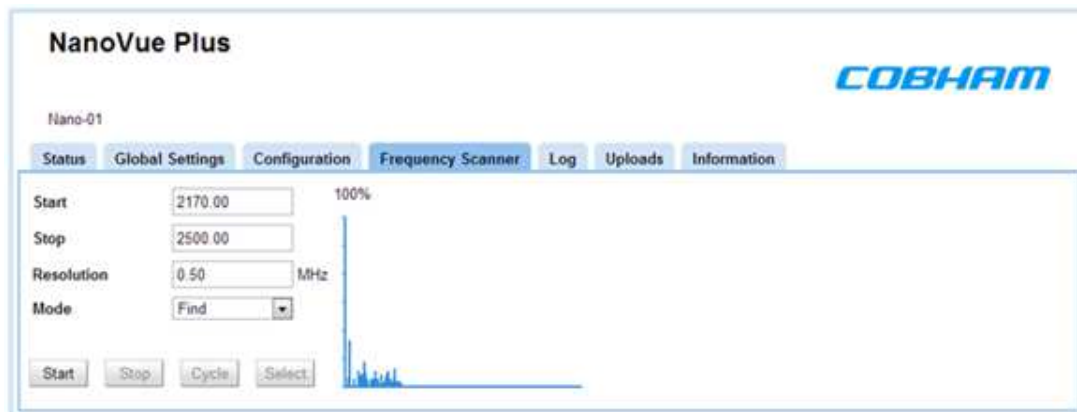 NanoVue Plus
COBHAM
Nano-01
Status Global Settings Configuration Frequency Scanner Log Uploads Information
Start 2170.00 100%
Stop 2500.00
Resolution 0.50 MHz
Mode Find
Start Stop Cycle Select